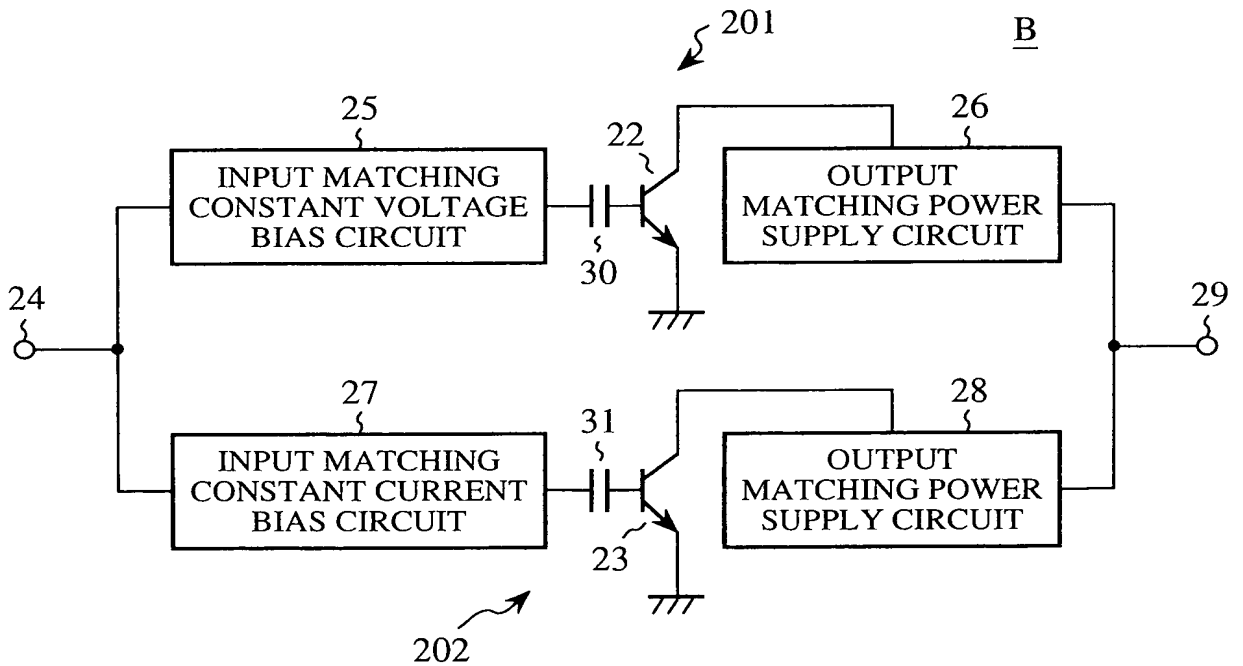 201
B
25
INPUT MATCHING
CONSTANT VOLTAGE
BIAS CIRCUIT
22
30
26
OUTPUT
MATCHING POWER
SUPPLY CIRCUIT
24
29
27
INPUT MATCHING
CONSTANT CURRENT
BIAS CIRCUIT
31
23
28
OUTPUT
MATCHING POWER
SUPPLY CIRCUIT
202